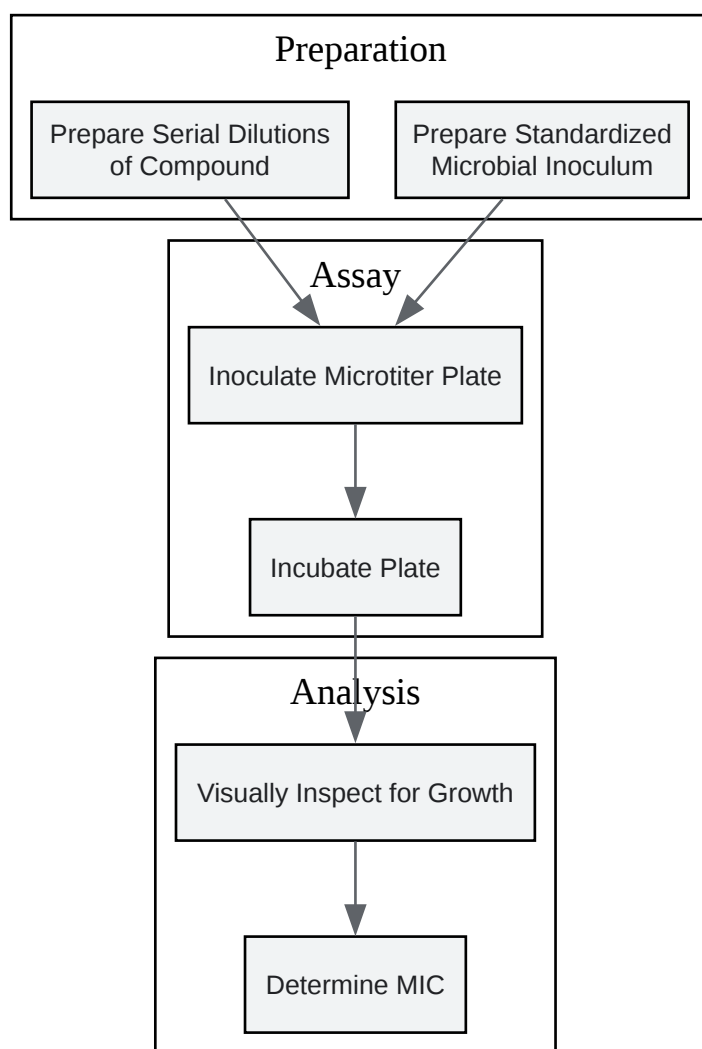 Preparation
Prepare Serial Dilutions
of Compound
Prepare Standardized
Microbial Inoculum
Assay
Inoculate Microtiter Plate
Incubate Plate
Analysis
Visually Inspect for Growth
Determine MIC